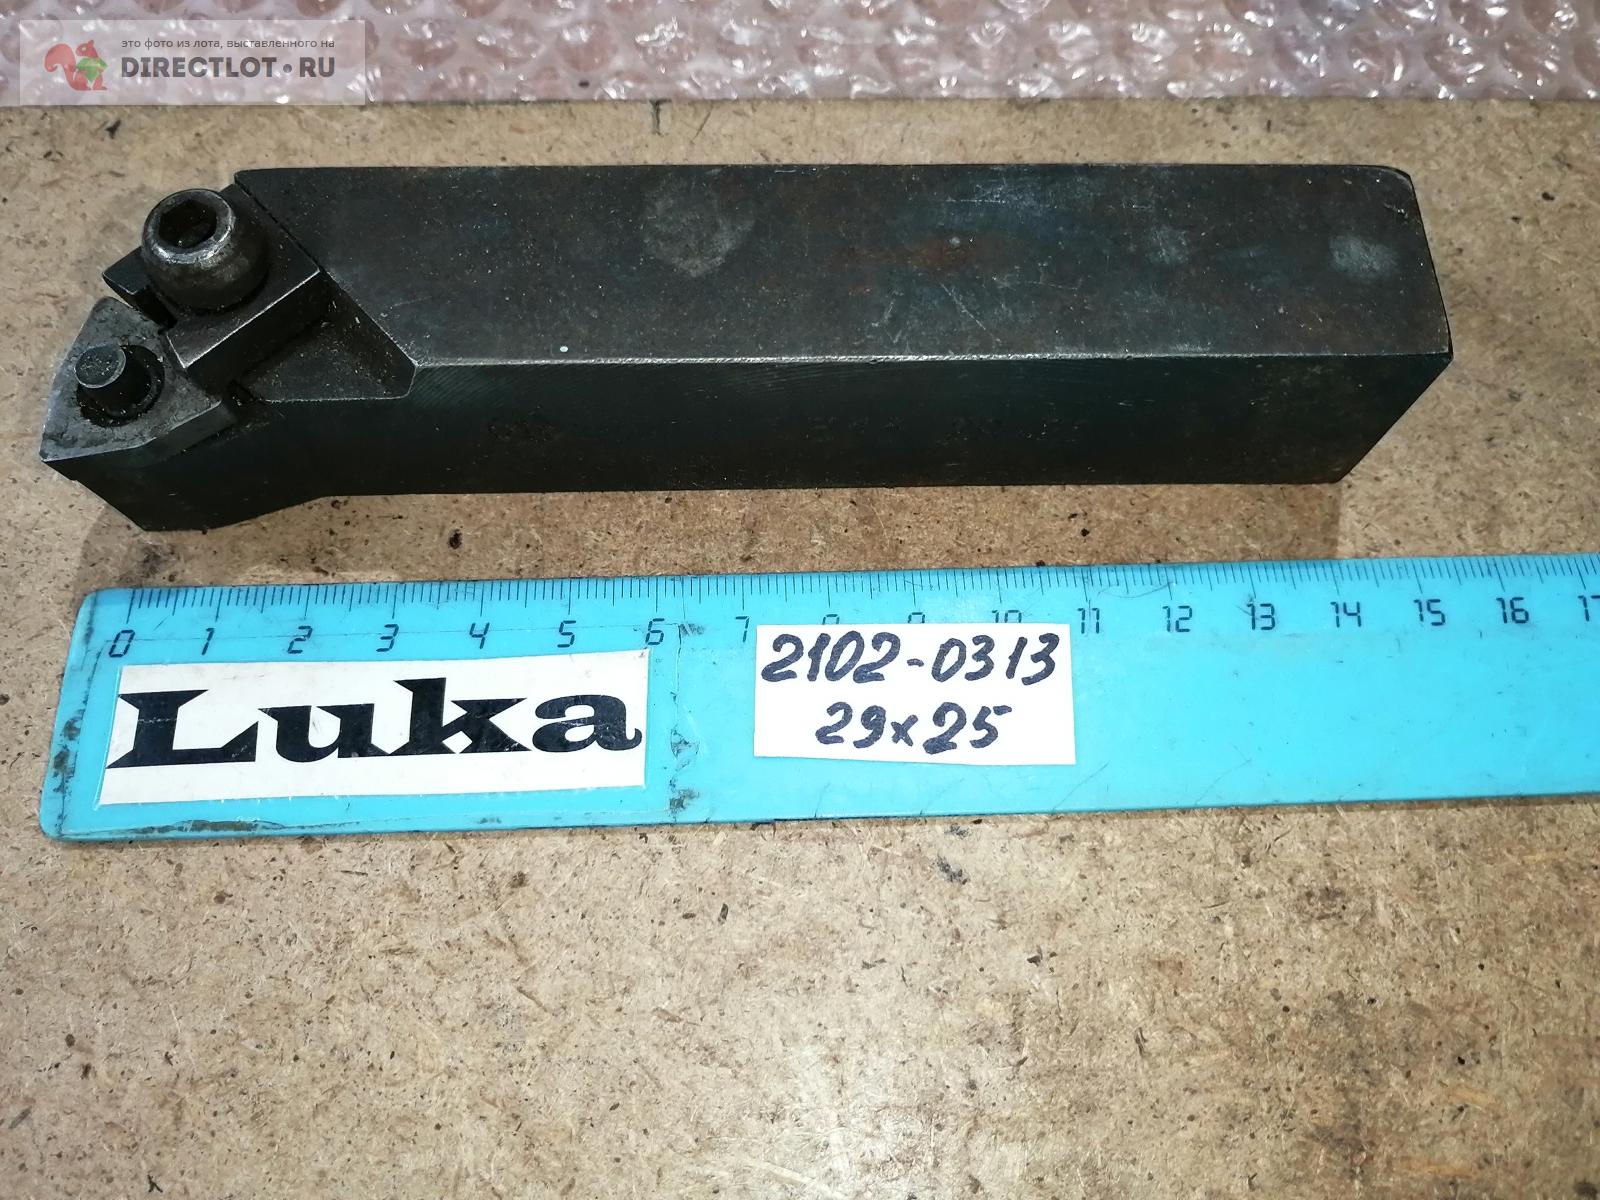 это фото из лота, выставленного на
DIRECTLOT.RU
0 1 2 3 4 5 6 7 8 9 10 11 12 13 14 15 16 17
2102-0313
29x25
Luka